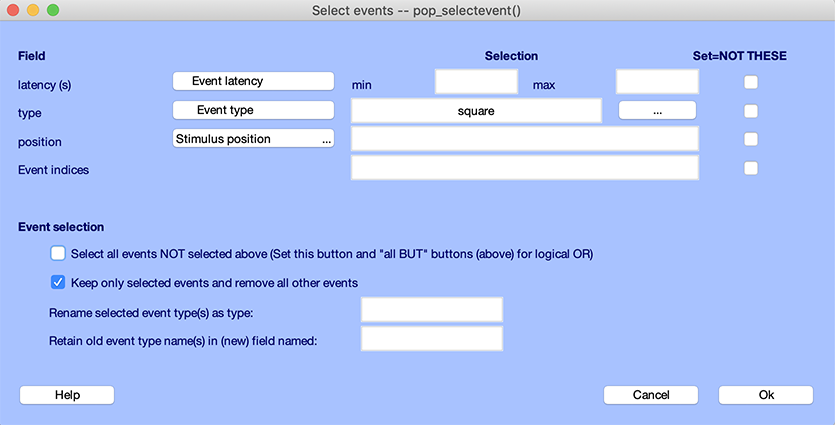 Select events -- pop_selectevent()
Field Selection Set=NOT THESE
latency (s) Event latency min max
type Event type square ...
position Stimulus position ...
Event indices
Event selection
Select all events NOT selected above (Set this button and "all BUT" buttons (above) for logical OR)
Keep only selected events and remove all other events
Rename selected event type(s) as type:
Retain old event type name(s) in (new) field named:
Help Cancel Ok